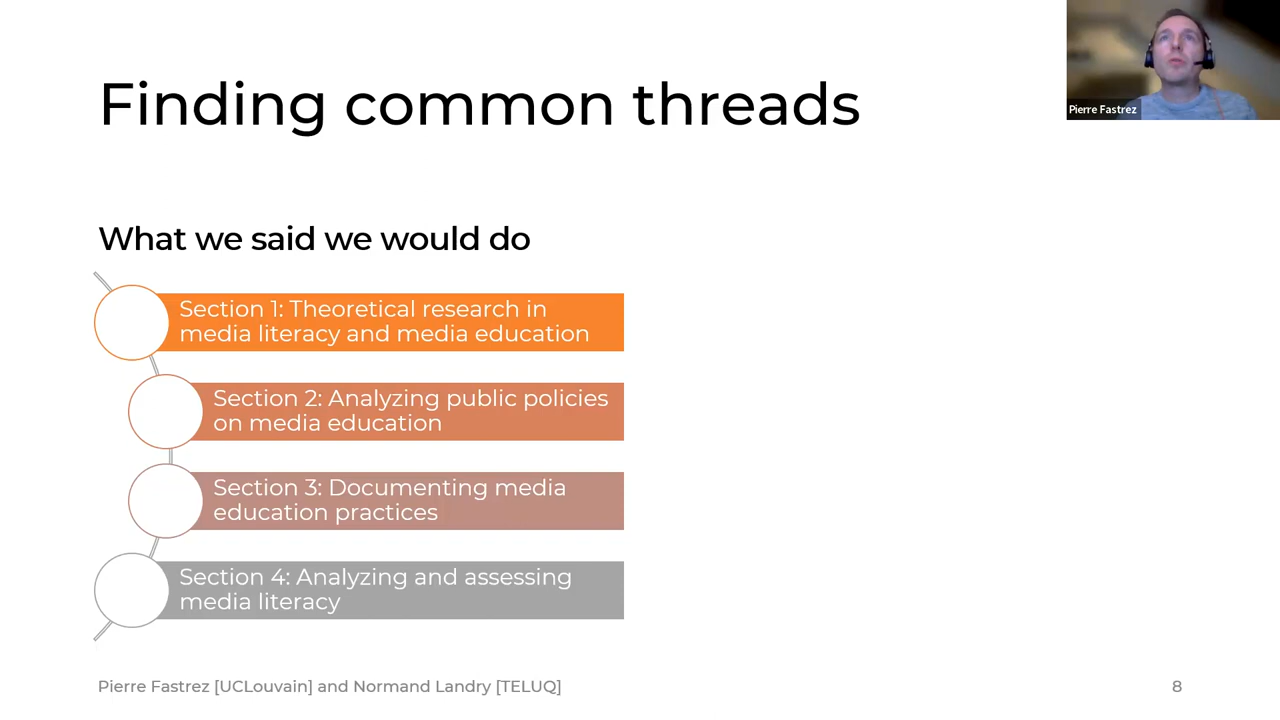 Finding common threads
Pierre Fastrez
What we said we would do
Section 1: Theoretical research in
media literacy and media education
Section 2: Analyzing public policies
on media education
Section 3: Documenting media
education practices
Section 4: Analyzing and assessing
media literacy
Pierre Fastrez [UCLouvain] and Normand Landry [TELUQ]
8